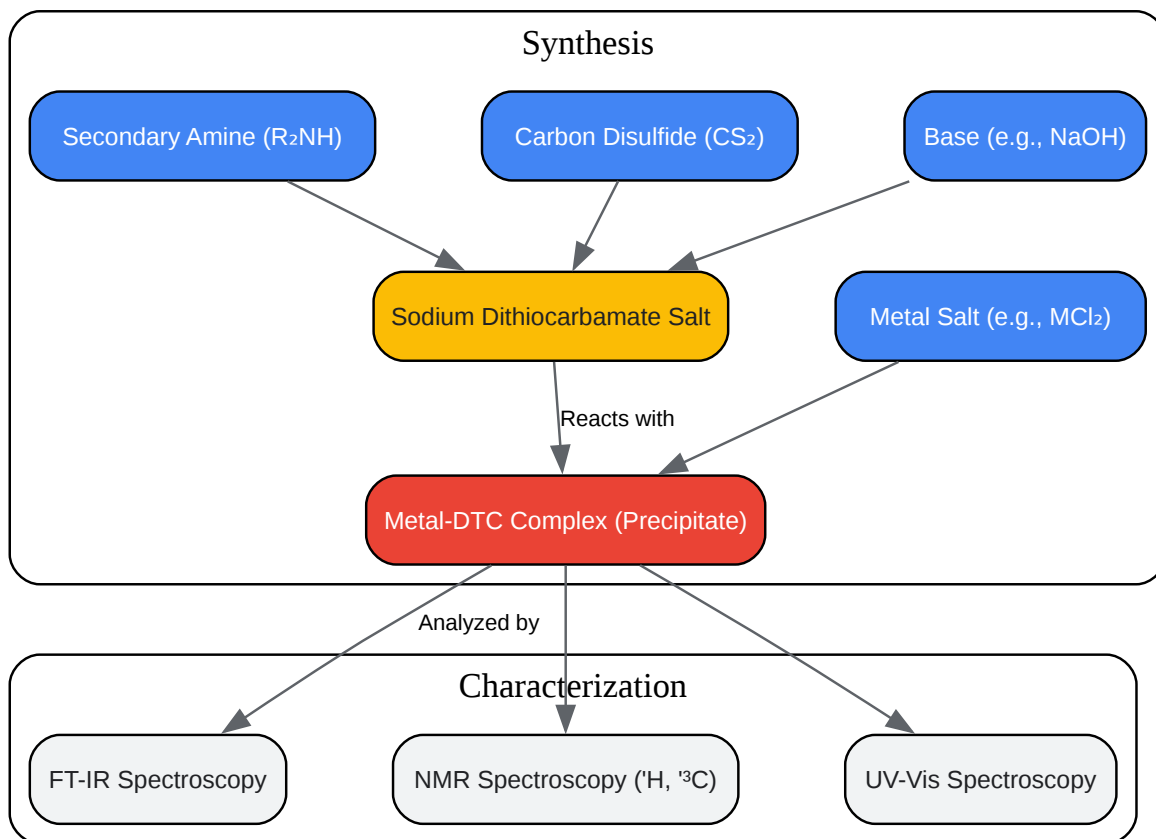 Synthesis
Secondary Amine (R₂NH)
Carbon Disulfide (CS₂)
Base (e.g., NaOH)
Sodium Dithiocarbamate Salt
Metal Salt (e.g., MCl₂)
Reacts with
Metal-DTC Complex (Precipitate)
Analyzed by
Characterization
FT-IR Spectroscopy
NMR Spectroscopy ('H, '³C)
UV-Vis Spectroscopy